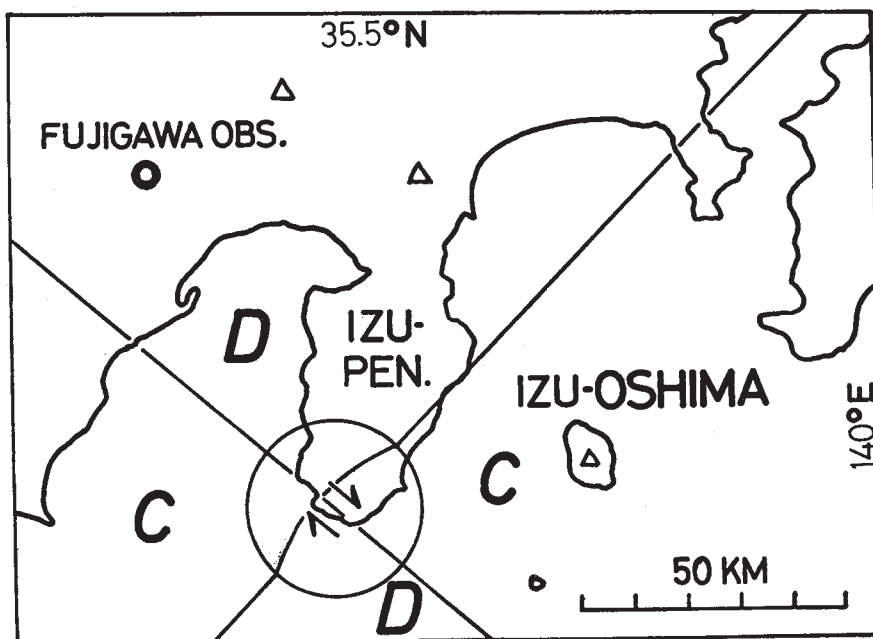 35.5°N
FUJIGAWA OBS.
D
IZU-
PEN.
IZU-OSHIMA
140°E
C
C
50 KM
D